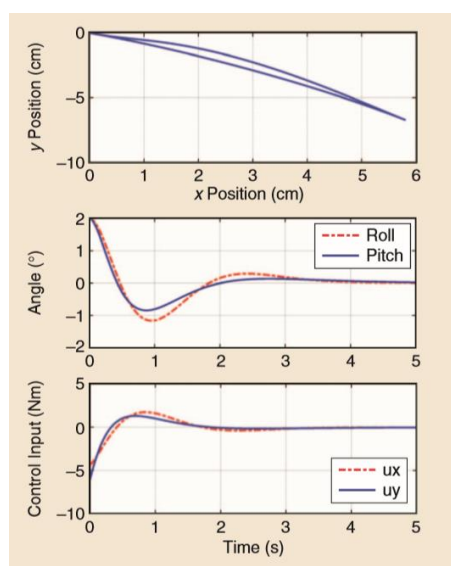 y Position (cm)
0
−5
−10
0 1 2 3 4 5 6
x Position (cm)
Angle (°)
2
1
0
−1
−2
Roll
Pitch
0 1 2 3 4 5
Control Input (Nm)
5
0
−5
−10
ux
uy
0 1 2 3 4 5
Time (s)